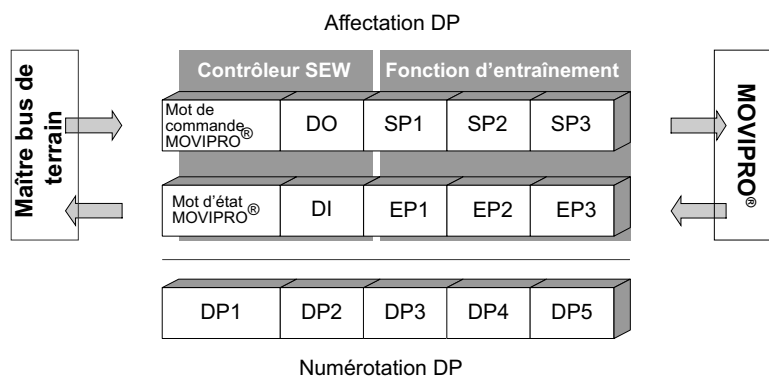 Affectation DP
Contrôleur SEW
Fonction d'entraînement
Maître bus de
terrain
Mot de
commande
MOVIPRO®
DO
SP1
SP2
SP3
MOVIPRO®
Mot d'état
MOVIPRO®
DI
EP1
EP2
EP3
DP1
DP2
DP3
DP4
DP5
Numérotation DP